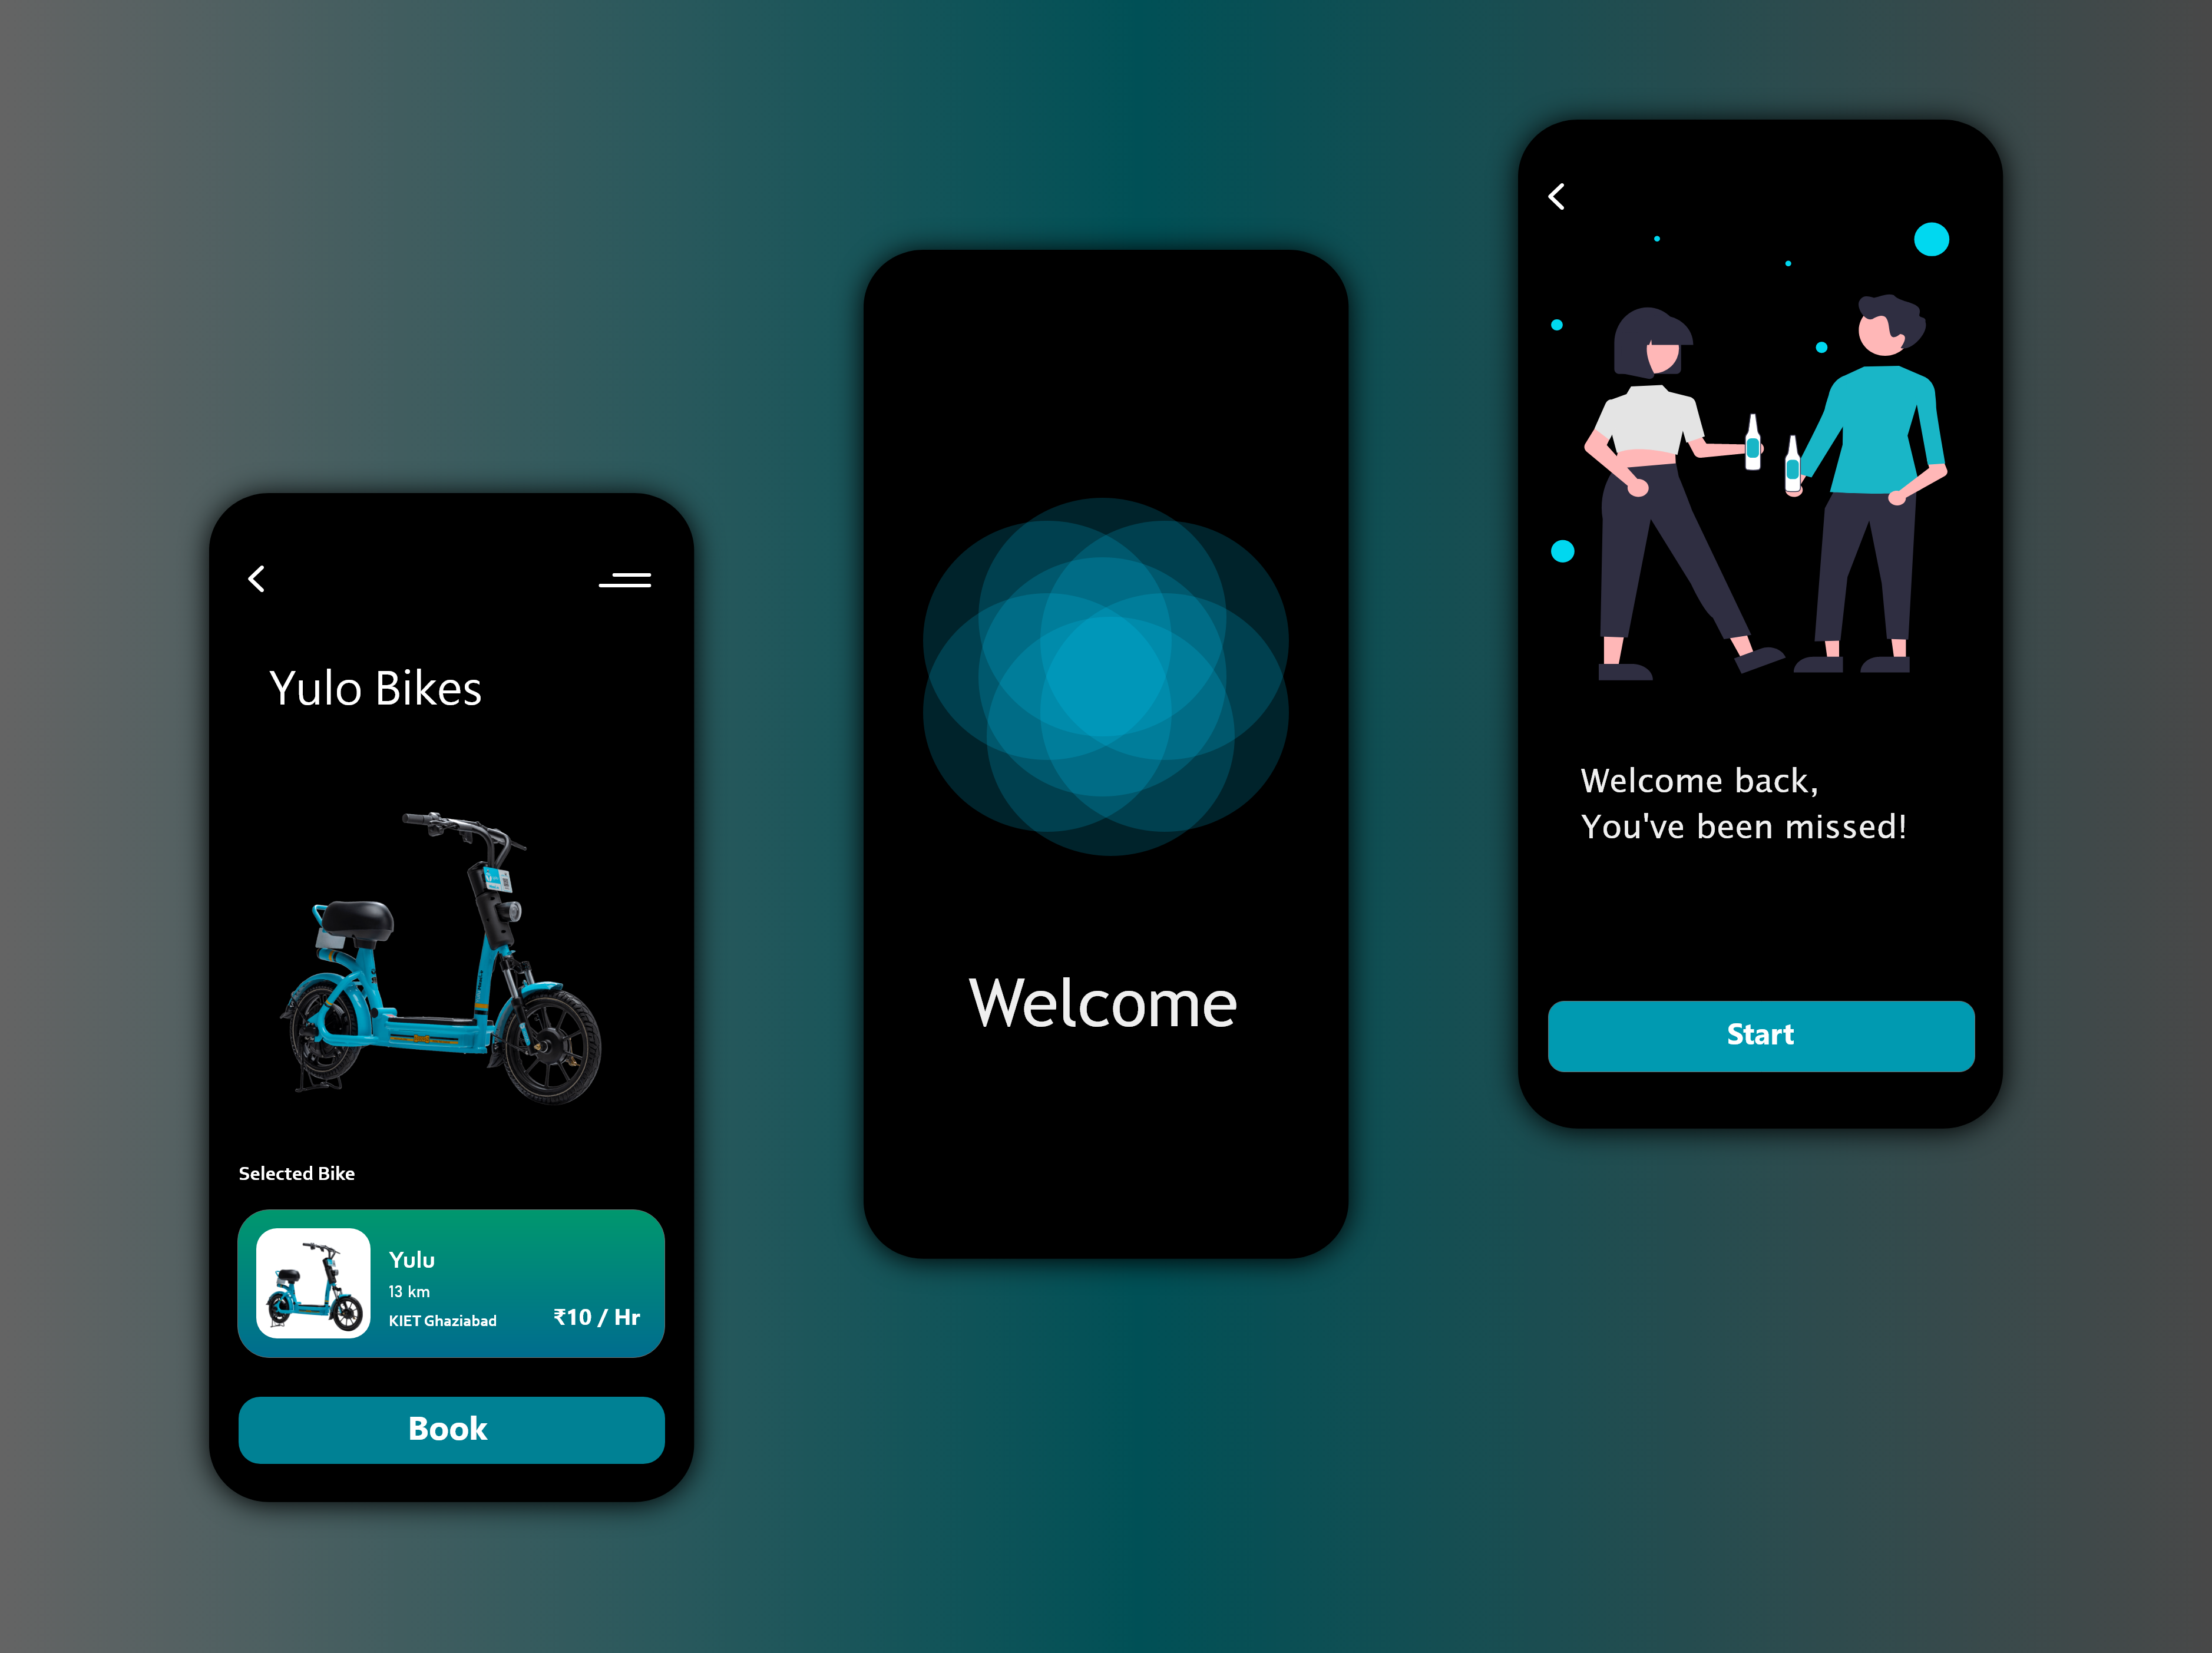 Yulo Bikes
Selected Bike
Yulu
13 km
KIET Ghaziabad
₹10 / Hr
Book
Welcome
Welcome back,
You've been missed!
Start